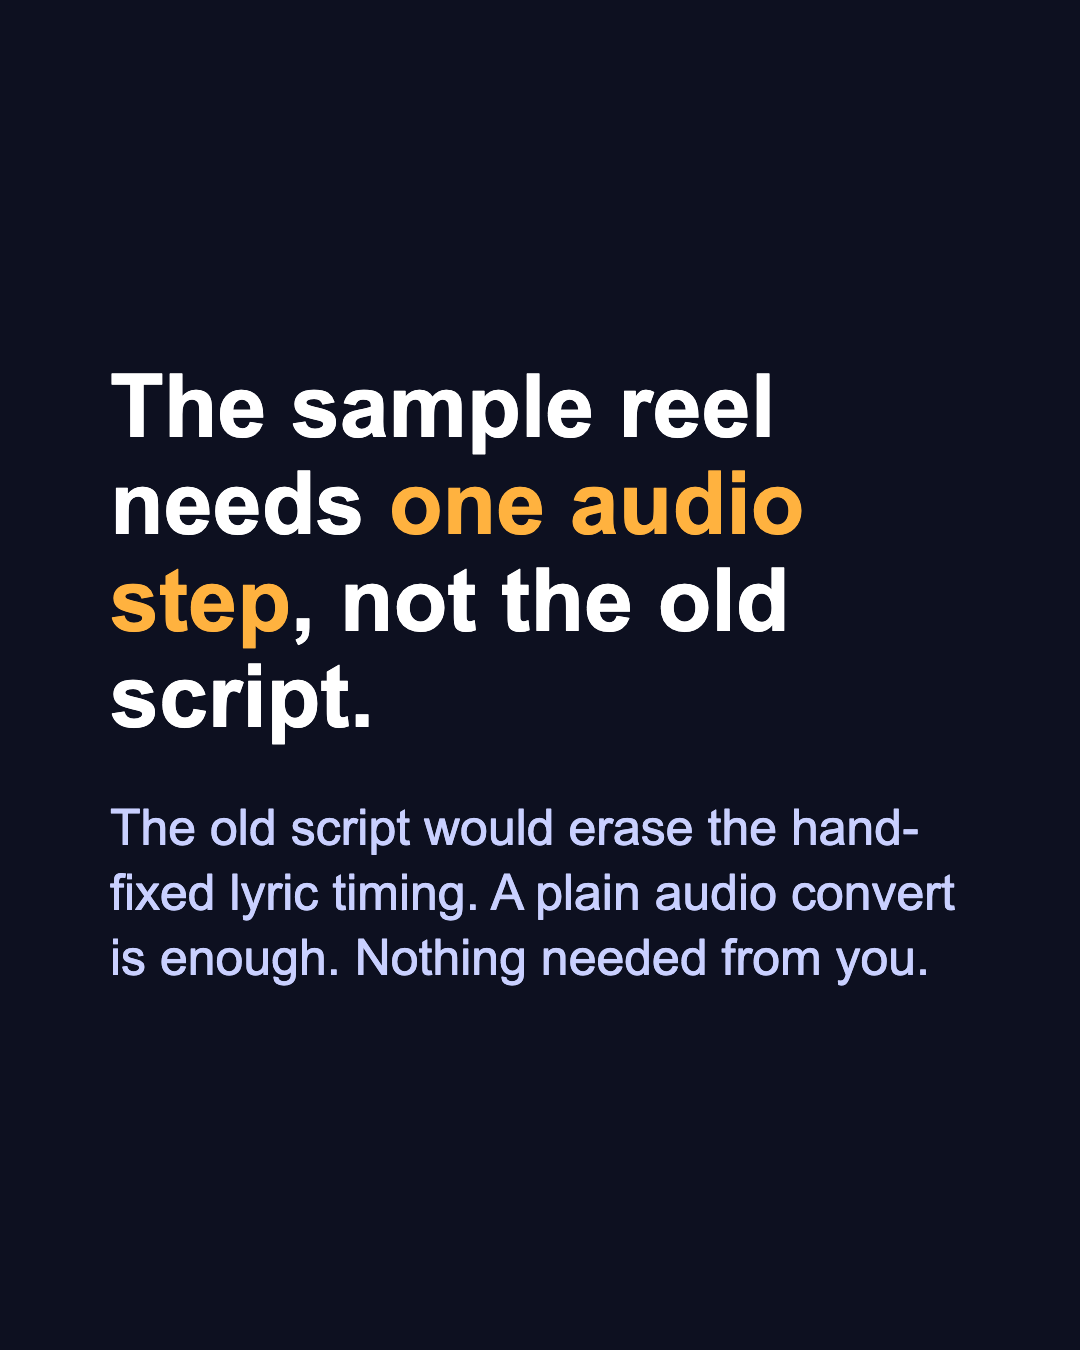 The sample reel
needs one audio
step, not the old
script.
The old script would erase the hand-
fixed lyric timing. A plain audio convert
is enough. Nothing needed from you.